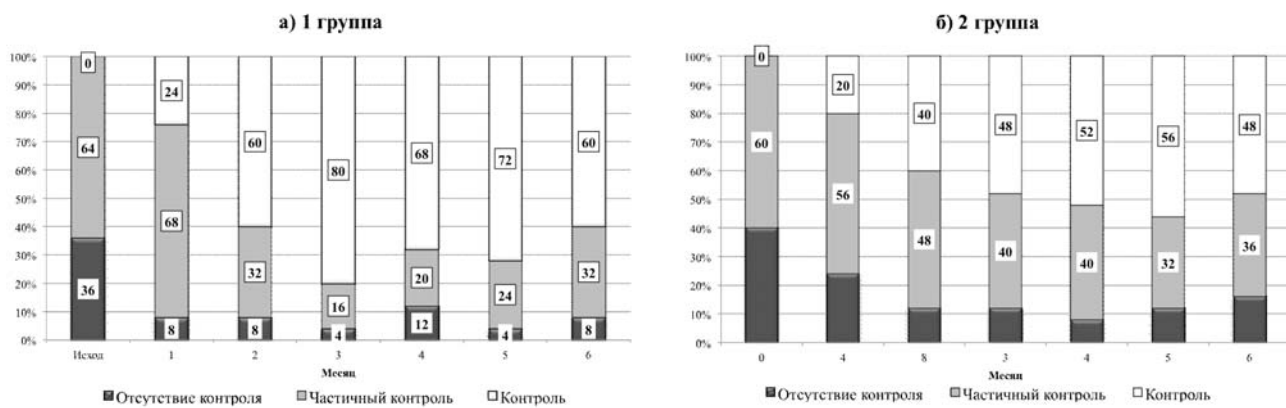 а) 1 группа
100%
90%
80%
70%
60%
50%
40%
30%
20%
10%
0%
0 24 60 80 68 72 60
64 68 32 16 20 24 32
36 8 8 4 12 4 8
Исход 1 2 3 4 5 6
Месяц
Отсутствие контроля Частичный контроль Контроль
б) 2 группа
100%
90%
80%
70%
60%
50%
40%
30%
20%
10%
0%
0 20 40 48 52 56 48
60 56 48 40 40 32 36
0 4 8 3 4 5 6
Месяц
Отсутствие контроля Частичный контроль Контроль